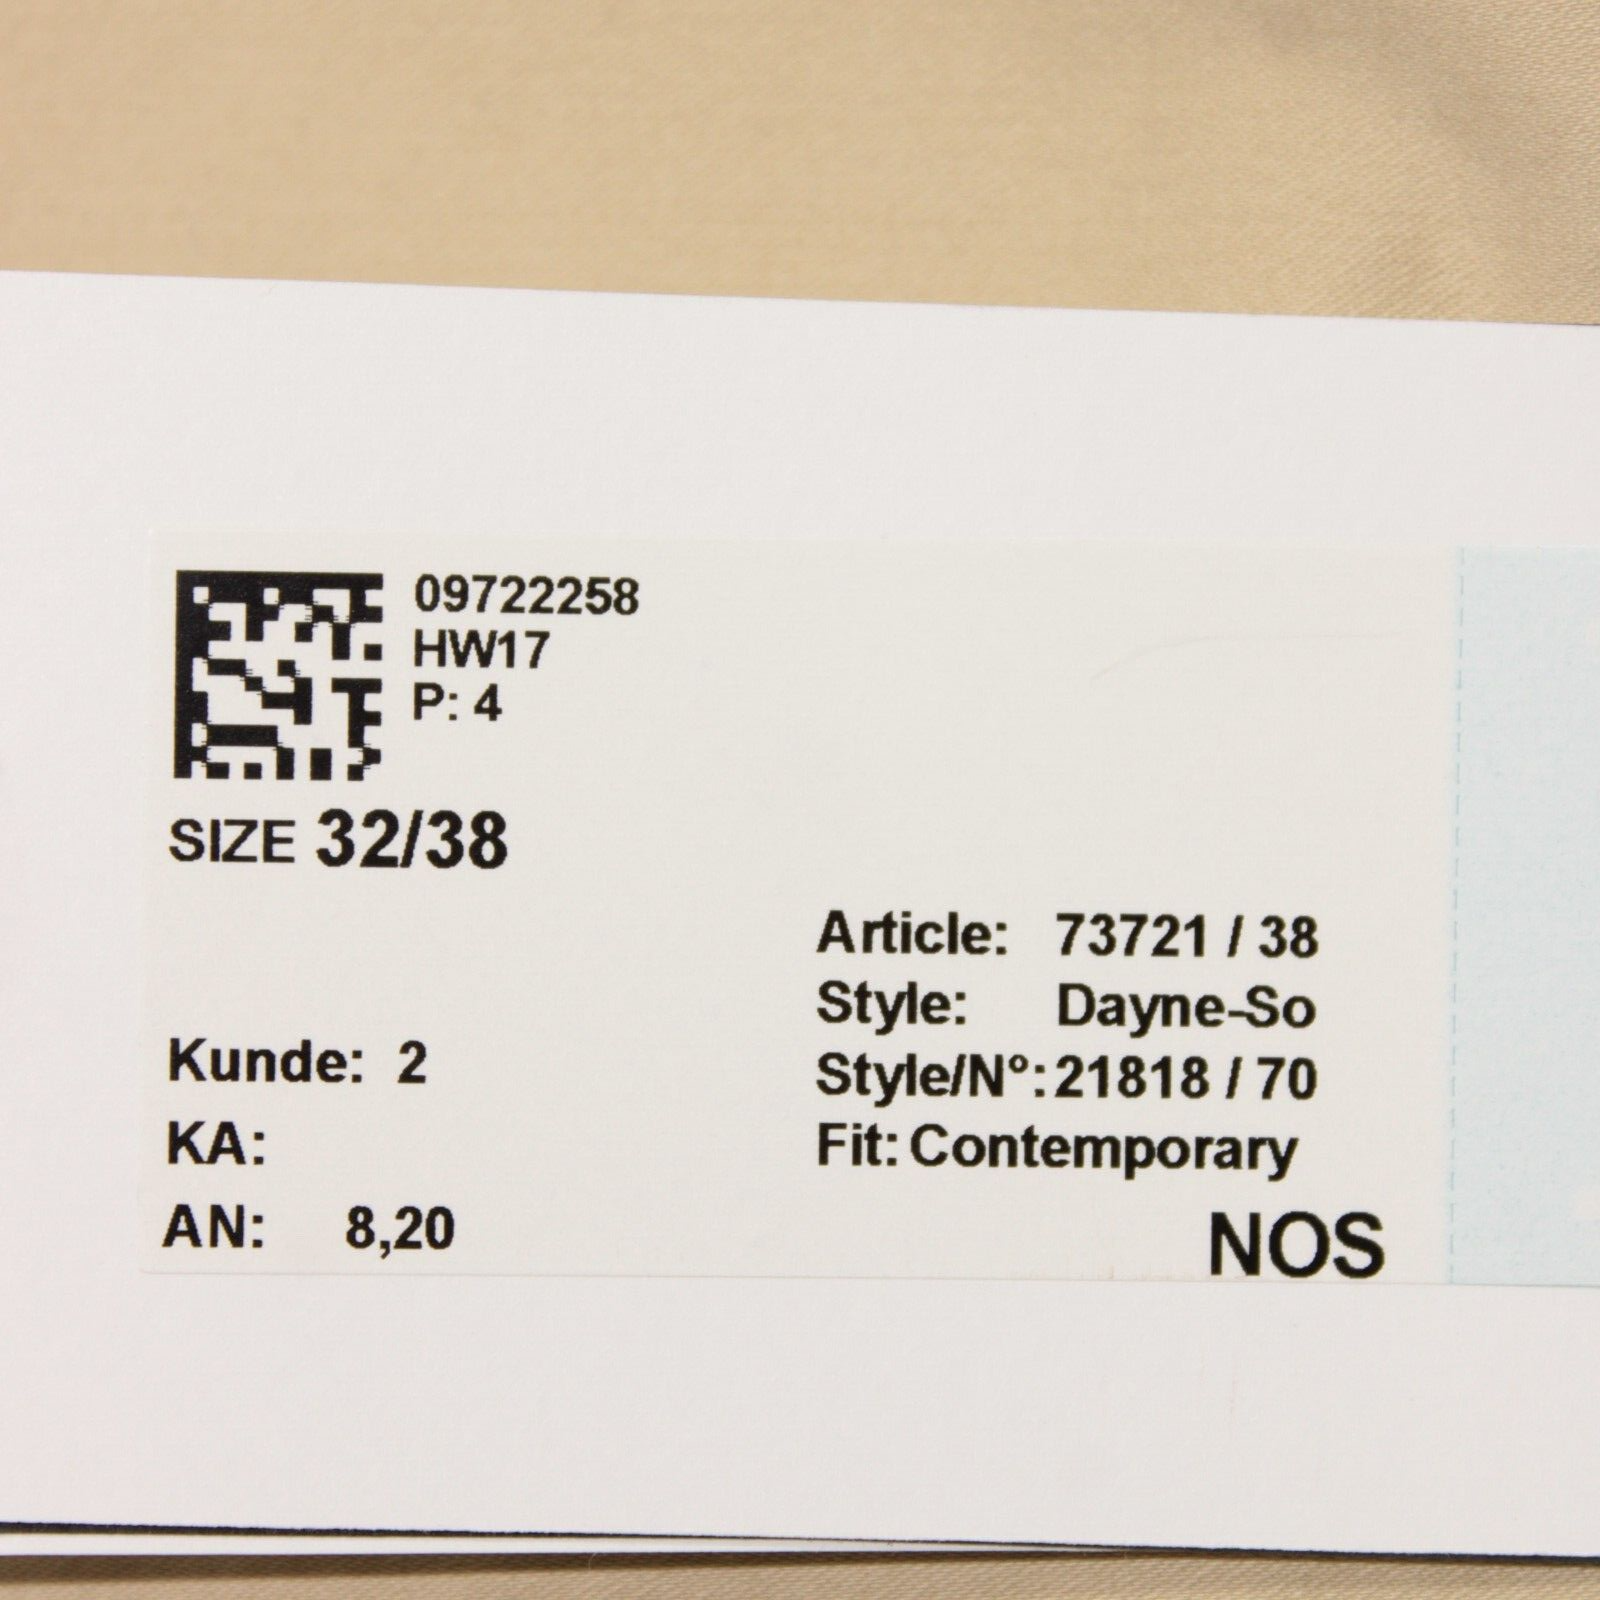 09722258
HW17
P: 4
SIZE 32/38
Article: 73721 / 38
Style: Dayne-So
Kunde: 2
Style/N°: 21818 / 70
KA:
Fit: Contemporary
AN: 8,20
NOS